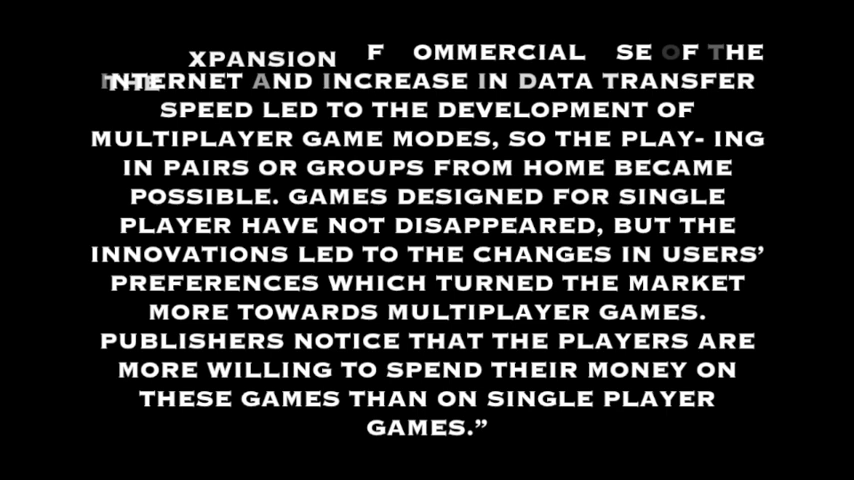 THE XPANSION F OMMERCIAL SE OF THE
INTERNET AND INCREASE IN DATA TRANSFER
SPEED LED TO THE DEVELOPMENT OF
MULTIPLAYER GAME MODES, SO THE PLAY- ING
IN PAIRS OR GROUPS FROM HOME BECAME
POSSIBLE. GAMES DESIGNED FOR SINGLE
PLAYER HAVE NOT DISAPPEARED, BUT THE
INNOVATIONS LED TO THE CHANGES IN USERS’
PREFERENCES WHICH TURNED THE MARKET
MORE TOWARDS MULTIPLAYER GAMES.
PUBLISHERS NOTICE THAT THE PLAYERS ARE
MORE WILLING TO SPEND THEIR MONEY ON
THESE GAMES THAN ON SINGLE PLAYER
GAMES.”